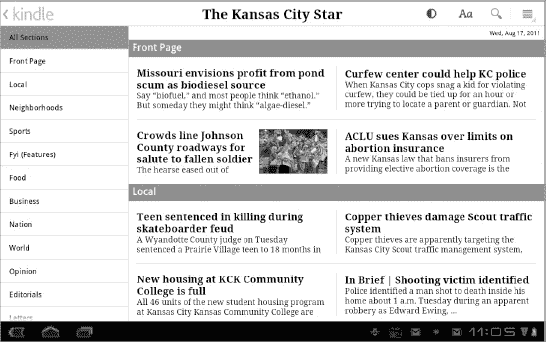 kindle
The Kansas City Star
Aa
Wed, Aug 17, 2011
All Sections
Front Page
Local
Neighborhoods
Sports
Fyi (Features)
Food
Business
Nation
World
Opinion
Editorials
Front Page
Missouri envisions profit from pond
scum as biodiesel source
Say "biofuel," and most people think "ethanol."
But someday they might think "algae-diesel."
Curfew center could help KC police
When Kansas City cops snag a kid for violating
curfew, they could be tied up for an hour or
more trying to locate a parent or guardian. Not
Crowds line Johnson
County roadways for
salute to fallen soldier
The hearse eased out of
ACLU sues Kansas over limits on
abortion insurance
A new Kansas law that bans insurers from
providing elective abortion coverage is the
Local
Teen sentenced in killing during
skateboarder feud
A Wyandotte County judge on Tuesday
sentenced a Prairie Village teen to 18 months in
Copper thieves damage Scout traffic
system
Copper thieves are apparently targeting the
Kansas City Scout traffic management system.
New housing at KCK Community
College is full
All 46 units of the new student housing program
at Kansas City Kansas Community College are
In Brief | Shooting victim identified
Police identified a man shot to death inside his
home about 1 a.m. Tuesday during an apparent
robbery as Edward Ewing, ...
11:05